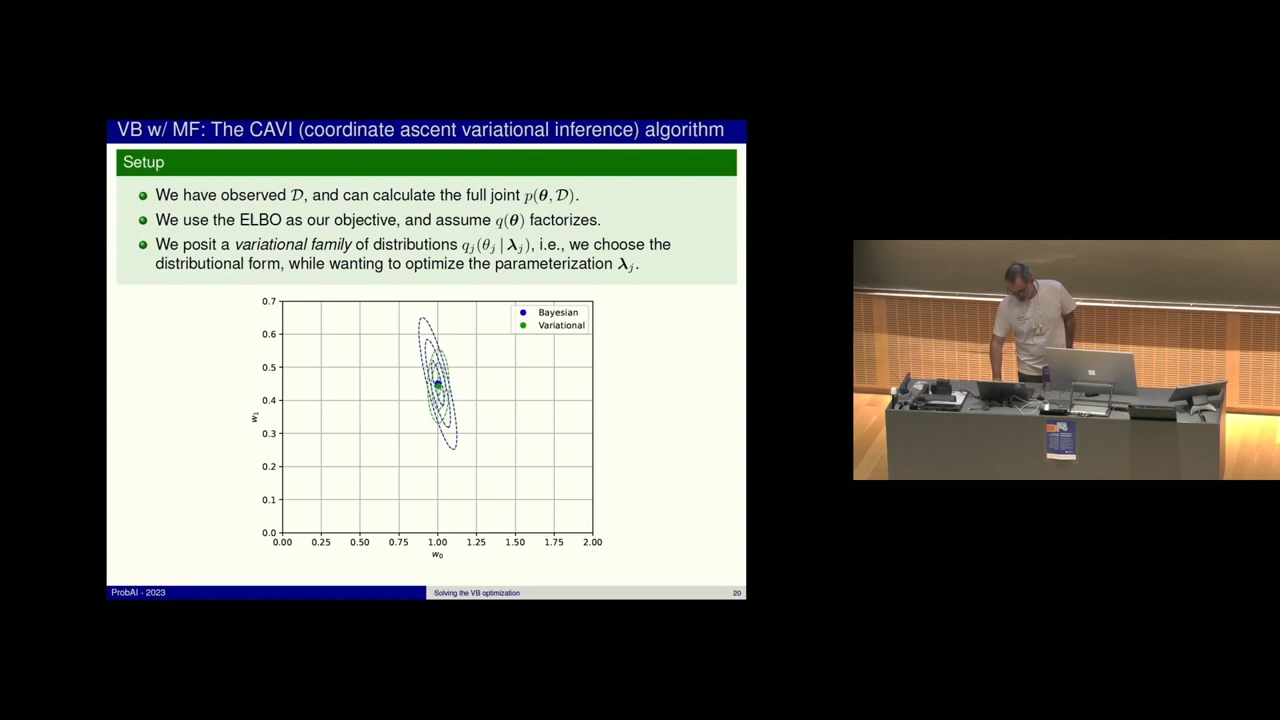 VB w/ MF: The CAVI (coordinate ascent variational inference) algorithm
Setup
We have observed 𝒟, and can calculate the full joint p(θ, 𝒟).
We use the ELBO as our objective, and assume q(θ) factorizes.
We posit a variational family of distributions q_j(θ_j | λ_j), i.e., we choose the
distributional form, while wanting to optimize the parameterization λ_j.
0.7
0.6
0.5
0.4
0.3
0.2
0.1
0.0
w_1
Bayesian
Variational
0.00 0.25 0.50 0.75 1.00 1.25 1.50 1.75 2.00
w_0
ProbAI - 2023
Solving the VB optimization
20